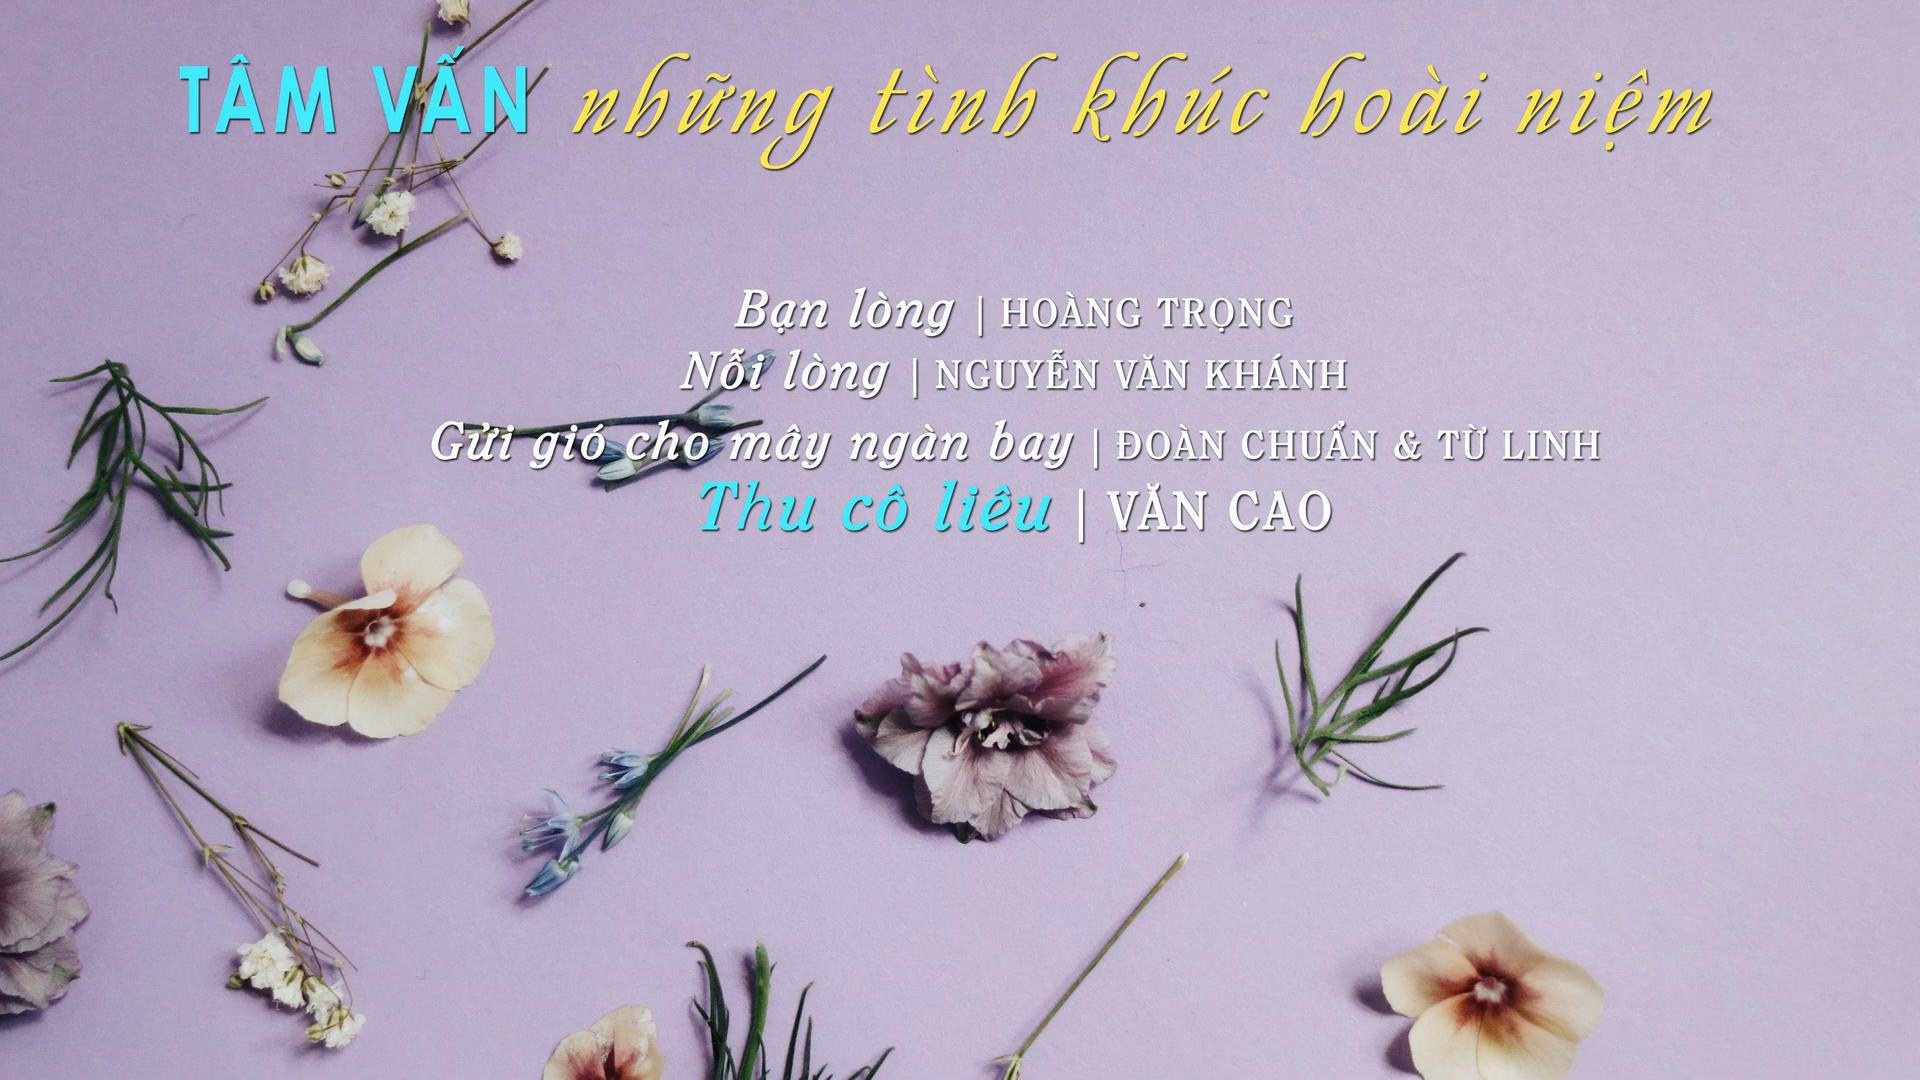 TÂM VẤN những tình khúc hoài niệm
Bạn lòng | HOÀNG TRỌNG
Nỗi lòng | NGUYỄN VĂN KHÁNH
Gửi gió cho mây ngàn bay | ĐOÀN CHUẨN & TỪ LINH
Thu cô liêu | VĂN CAO